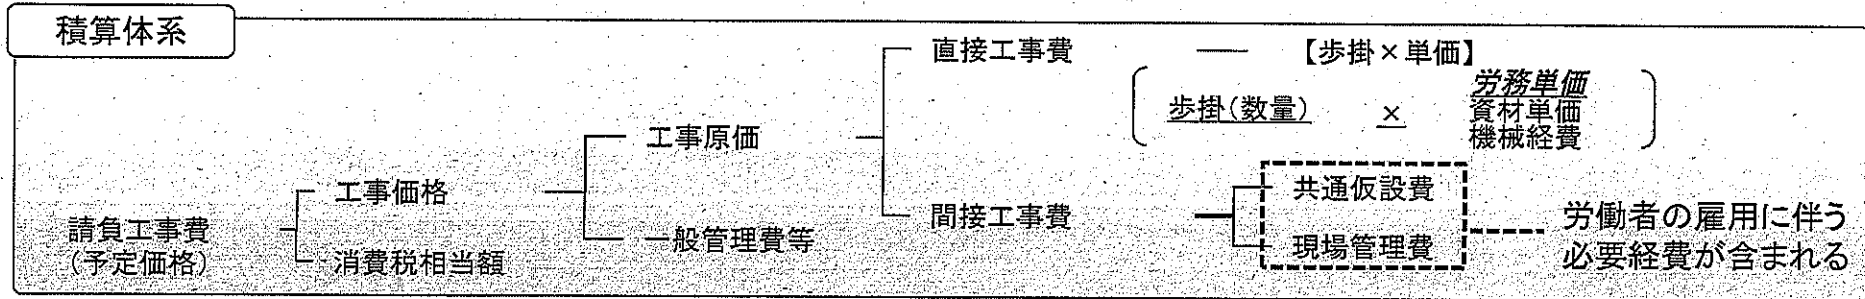 積算体系
直接工事費 【歩掛×単価】
歩掛(数量) × 労務単価
資材単価
機械経費
工事原価
工事価格
共通仮設費
間接工事費
現場管理費
労働者の雇用に伴う
必要経費が含まれる
請負工事費
(予定価格)
一般管理費等
消費税相当額